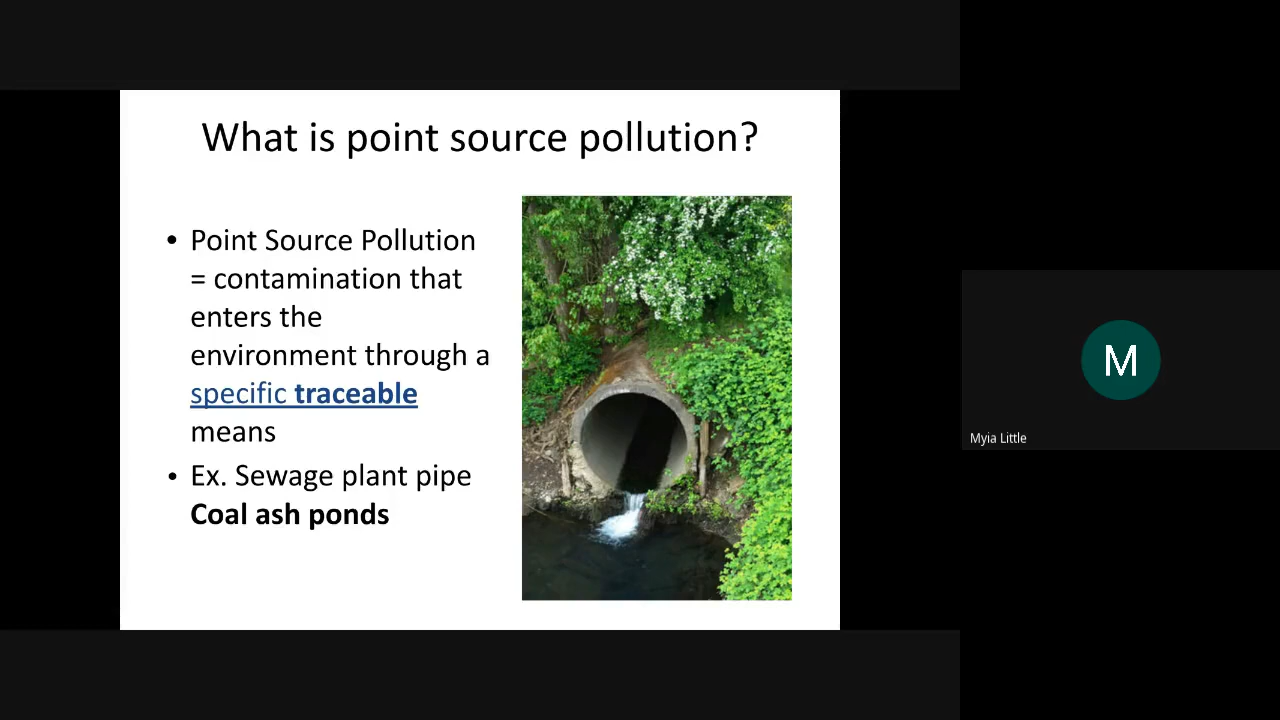 What is point source pollution?
• Point Source Pollution
= contamination that
enters the
environment through a
specific traceable
means
• Ex. Sewage plant pipe
Coal ash ponds
M
Myia Little